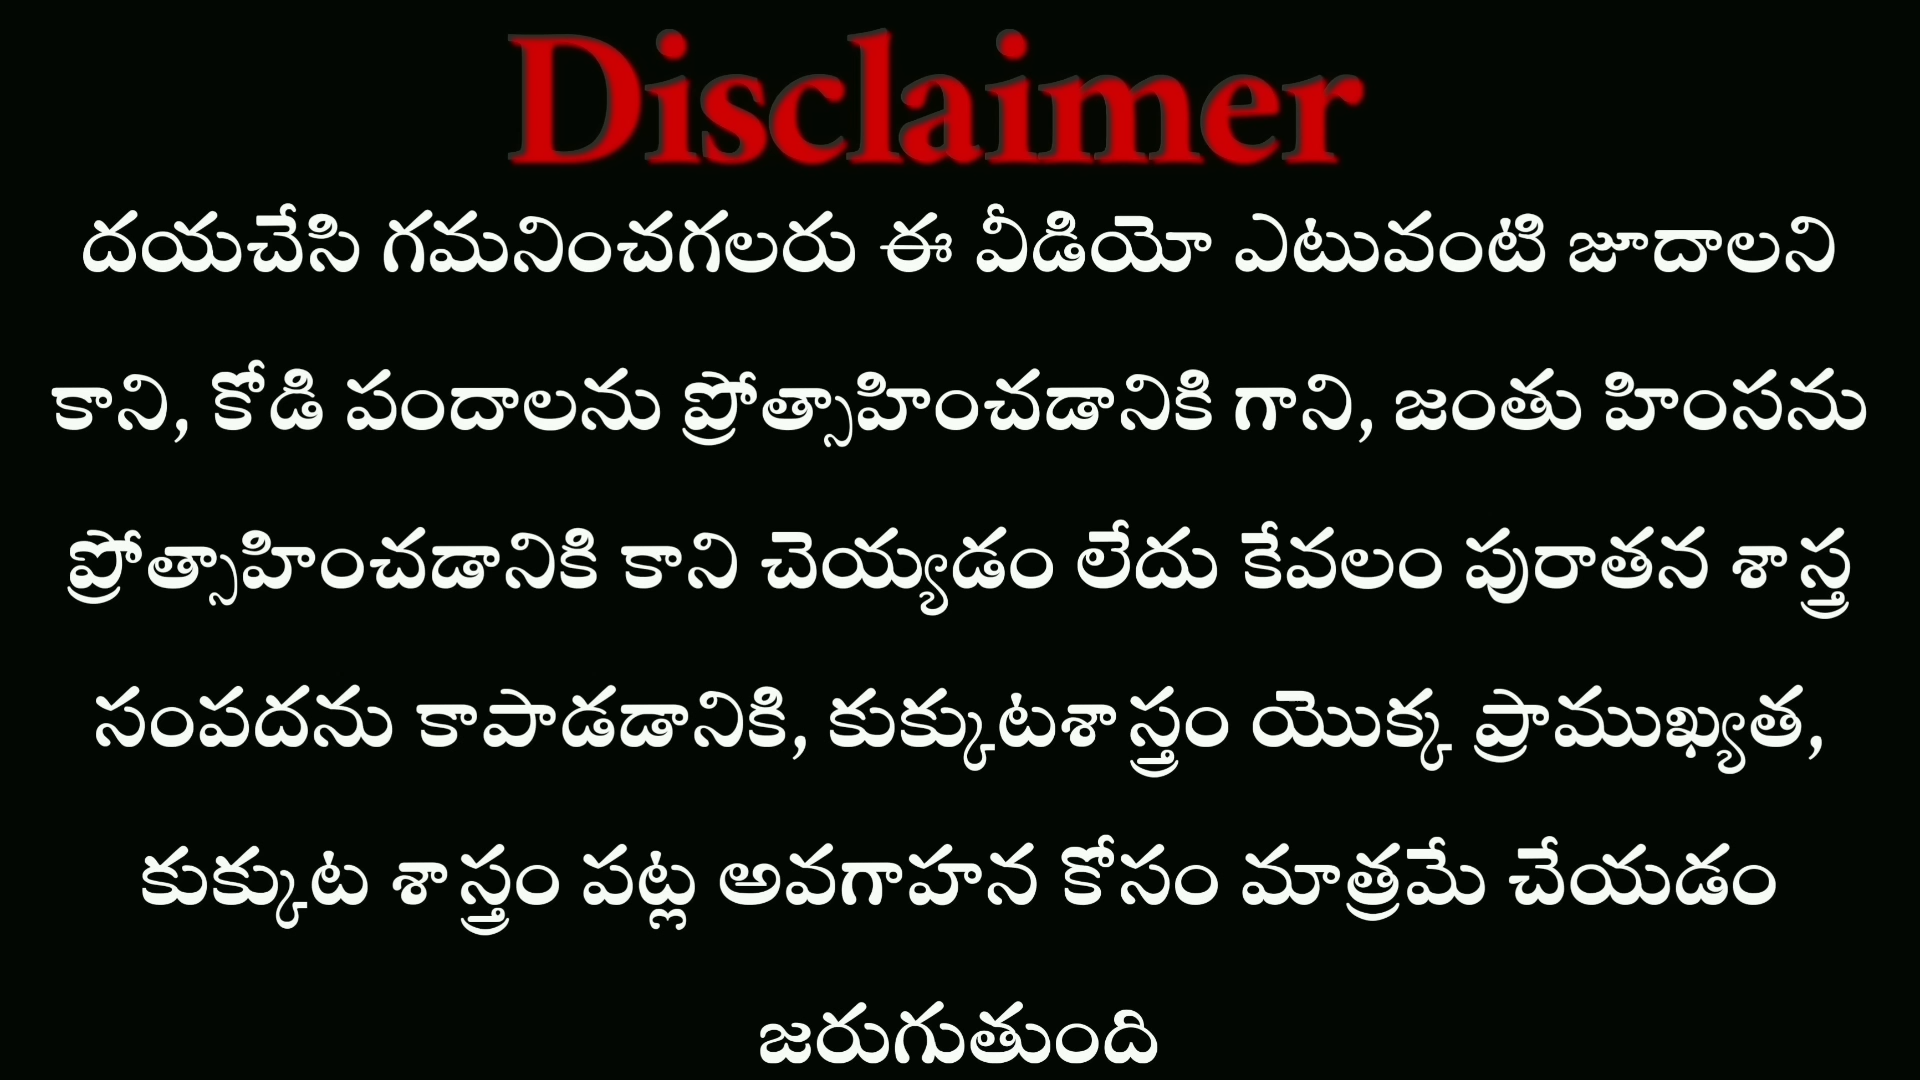 Disclaimer
దయచేసి గమనించగలరు ఈ వీడియో ఎటువంటి జూదాలని
కాని, కోడి పందాలను ప్రోత్సాహించడానికి గాని, జంతు హింసను
ప్రోత్సాహించడానికి కాని చెయ్యడం లేదు కేవలం పురాతన శాస్త్ర
సంపదను కాపాడడానికి, కుక్కుటశాస్త్రం యొక్క ప్రాముఖ్యత,
కుక్కుట శాస్త్రం పట్ల అవగాహన కోసం మాత్రమే చేయడం
జరుగుతుంది